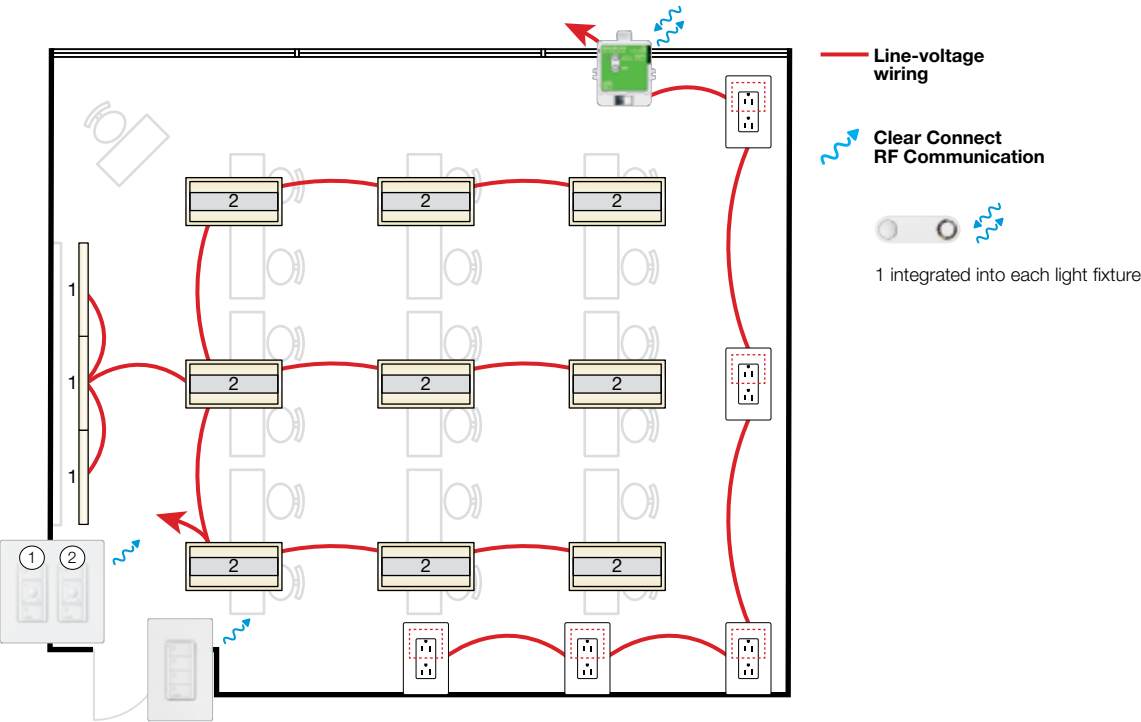 Line-voltage
wiring
Clear Connect
RF Communication
1 integrated into each light fixture
2 2 2
1
1
2 2 2
1
1 2
2 2 2